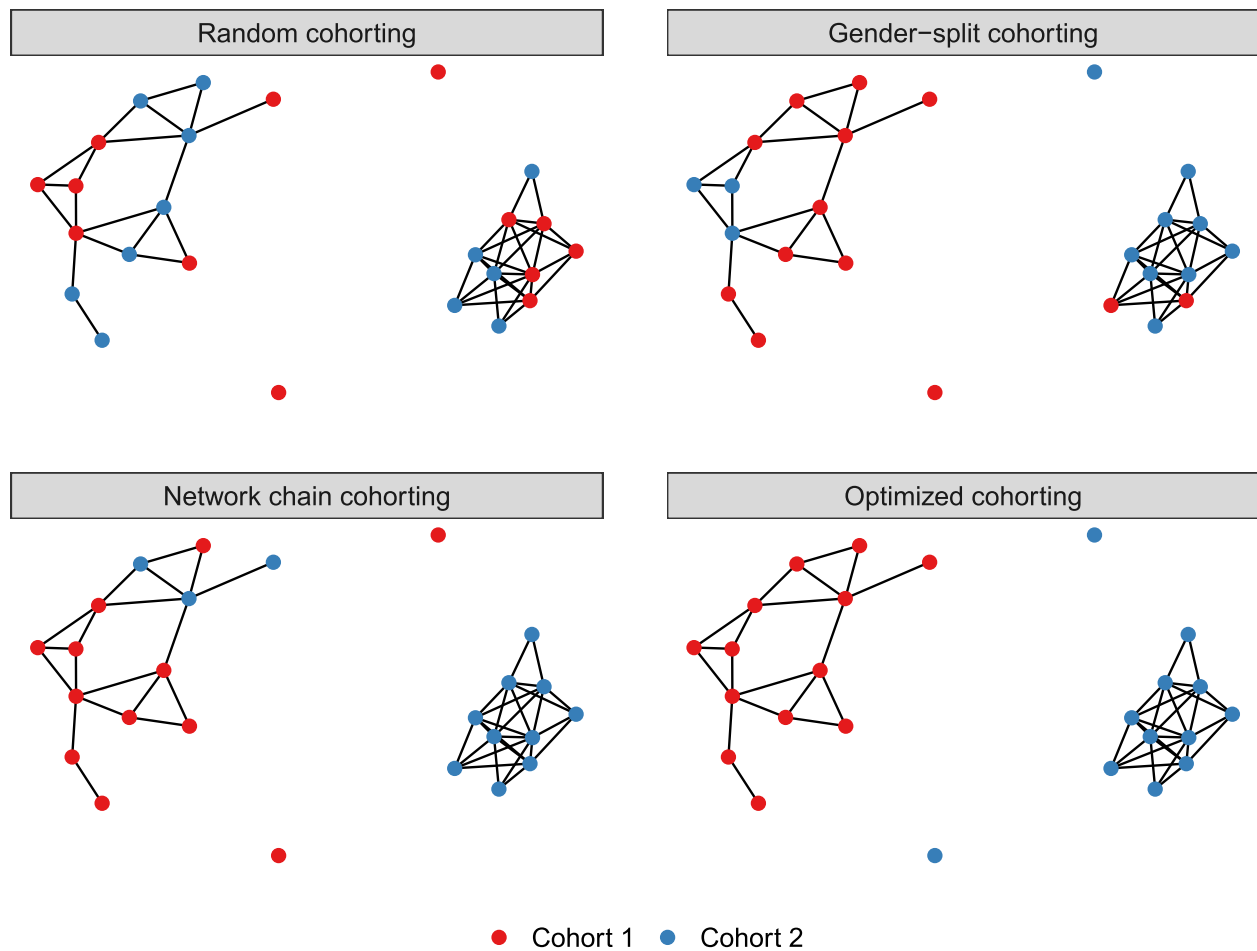 Random cohorting
Gender−split cohorting
Network chain cohorting
Optimized cohorting
Cohort 1 Cohort 2